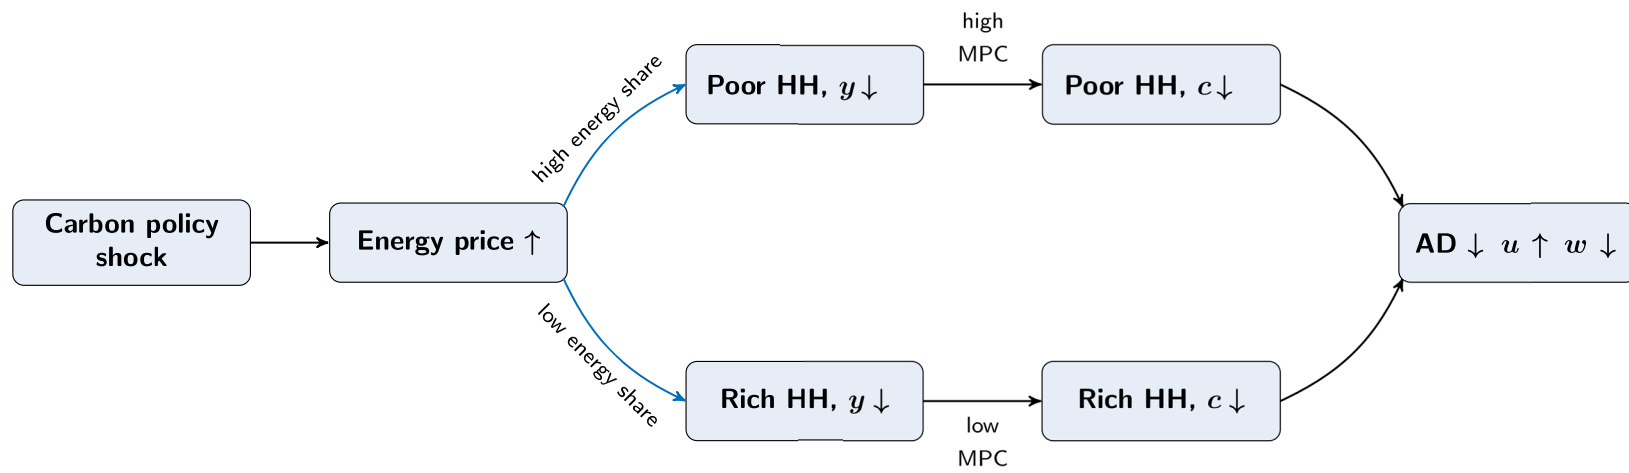 Carbon policy
shock
Energy price ↑
high energy share
low energy share
Poor HH, y ↓
high
MPC
Poor HH, c ↓
Rich HH, y ↓
low
MPC
Rich HH, c ↓
AD ↓ u ↑ w ↓